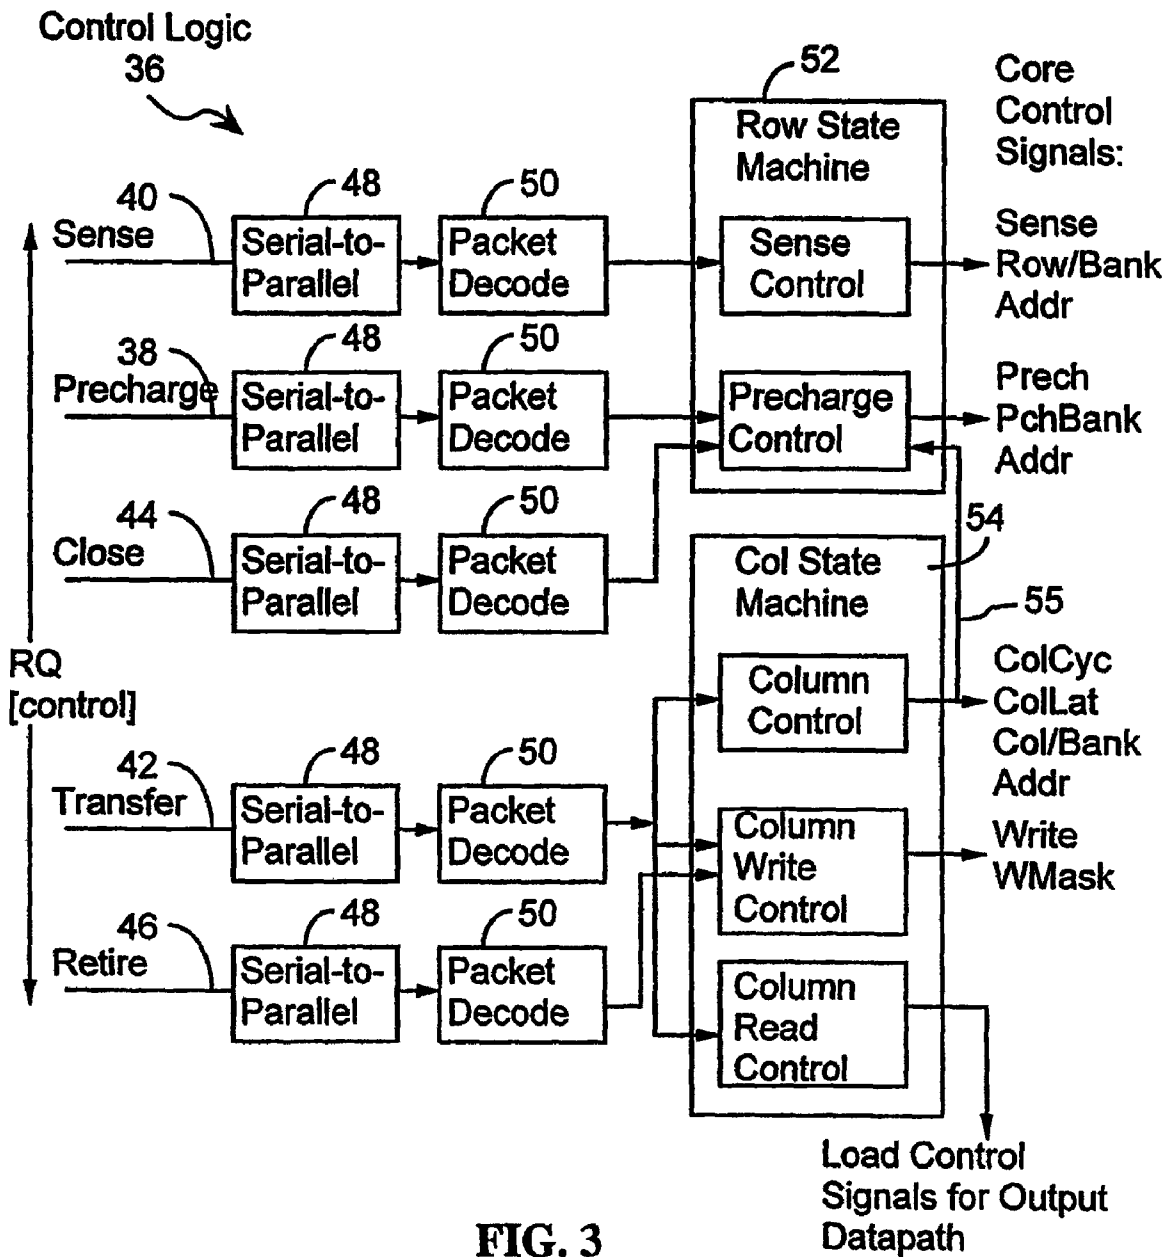 Control Logic
36
52
Core
Control
Signals:
Row State
Machine
40
Sense
48
Serial-to-
Parallel
50
Packet
Decode
Sense
Control
Sense
Row/Bank
Addr
38
Precharge
48
Serial-to-
Parallel
50
Packet
Decode
Precharge
Control
Prech
PchBank
Addr
44
Close
48
Serial-to-
Parallel
50
Packet
Decode
54
Col State
Machine
55
RQ
[control]
Column
Control
ColCyc
ColLat
Col/Bank
Addr
42
Transfer
48
Serial-to-
Parallel
50
Packet
Decode
Column
Write
Control
Write
WMask
46
Retire
48
Serial-to-
Parallel
50
Packet
Decode
Column
Read
Control
Load Control
Signals for Output
Datapath
FIG. 3